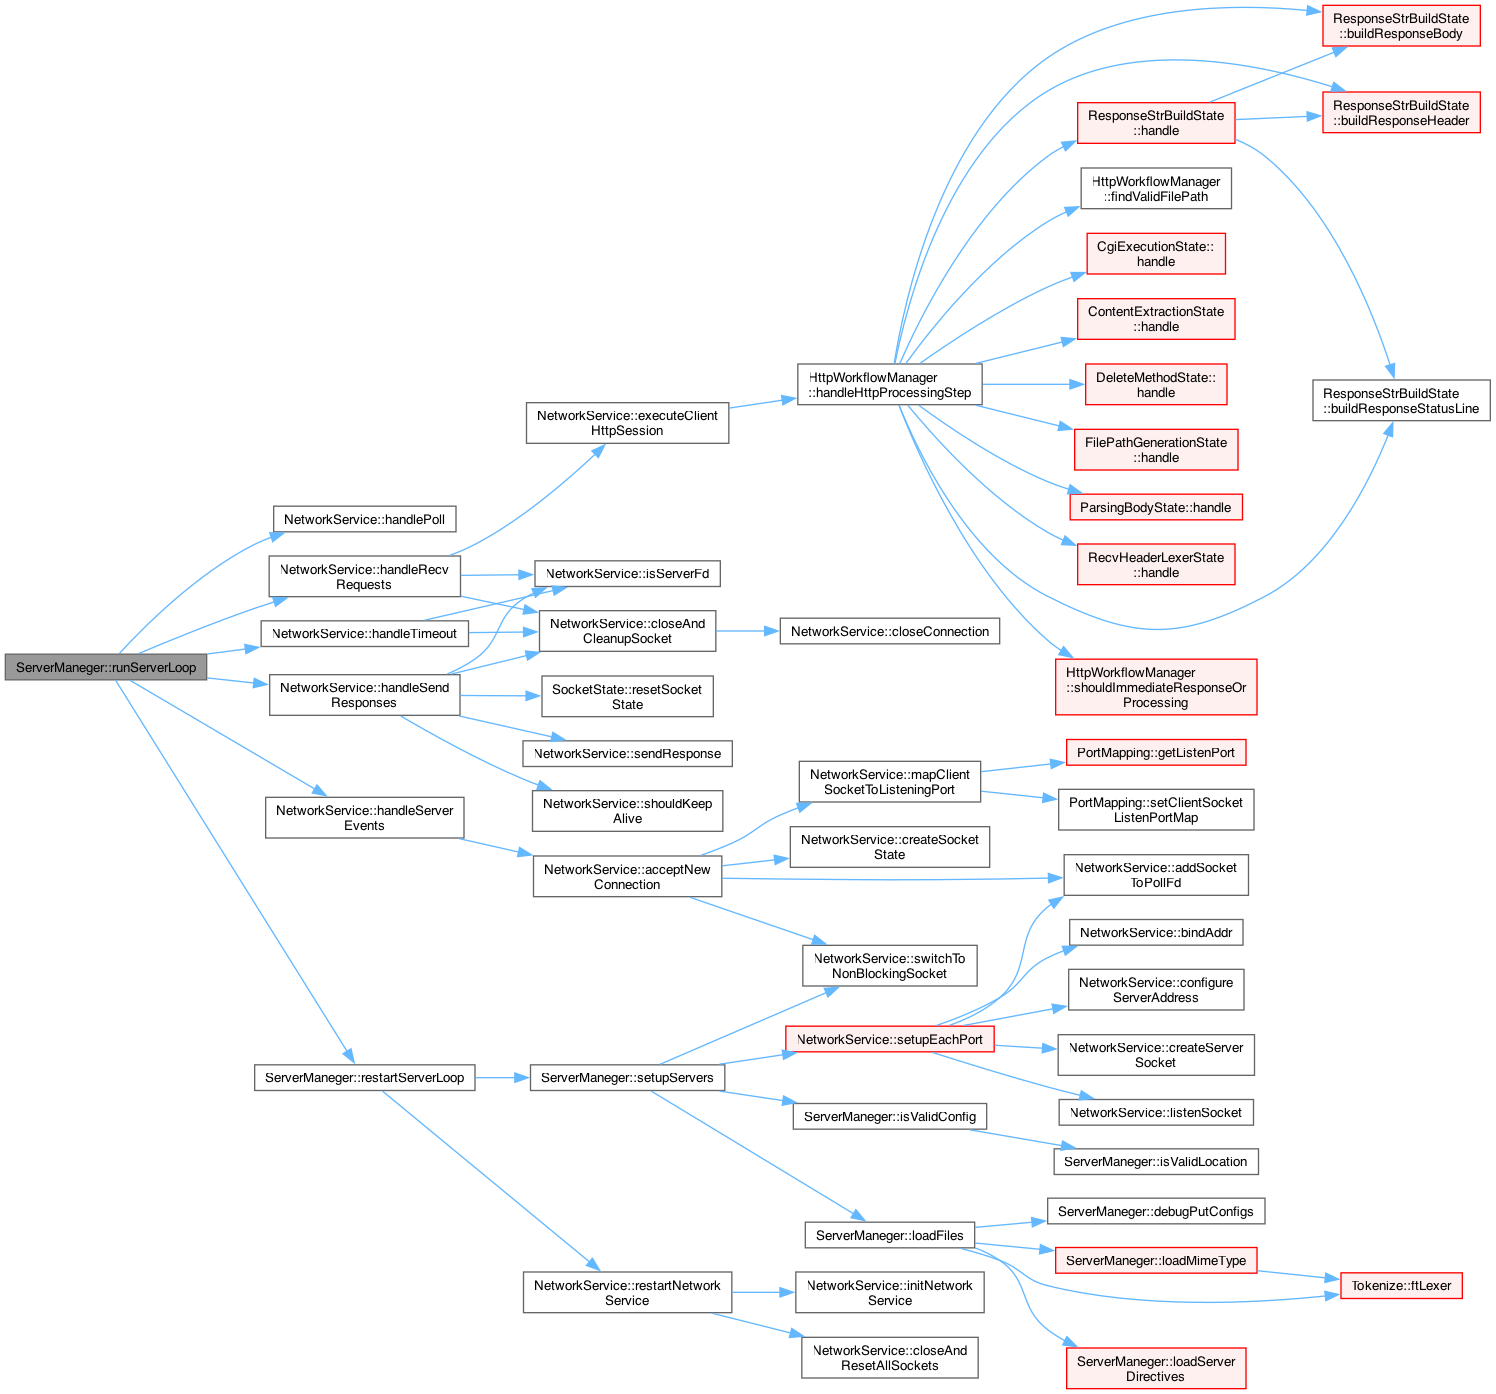 ServerManeger::runServerLoop
NetworkService::handlePoll
NetworkService::handleRecv
Requests
NetworkService::handleTimeout
NetworkService::handleSend
Responses
NetworkService::handleServer
Events
ServerManeger::restartServerLoop
NetworkService::executeClient
HttpSession
NetworkService::isServerFd
NetworkService::closeAnd
CleanupSocket
SocketState::resetSocket
State
NetworkService::sendResponse
NetworkService::shouldKeep
Alive
NetworkService::acceptNew
Connection
ServerManeger::setupServers
NetworkService::restartNetwork
Service
HttpWorkflowManager
::handleHttpProcessingStep
NetworkService::closeConnection
NetworkService::mapClient
SocketToListeningPort
NetworkService::createSocket
State
NetworkService::switchTo
NonBlockingSocket
NetworkService::setupEachPort
ServerManeger::isValidConfig
ServerManeger::loadFiles
NetworkService::initNetwork
Service
NetworkService::closeAnd
ResetAllSockets
ResponseStrBuildState
::handle
HttpWorkflowManager
::findValidFilePath
CgiExecutionState::
handle
ContentExtractionState
::handle
DeleteMethodState::
handle
FilePathGenerationState
::handle
ParsingBodyState::handle
RecvHeaderLexerState
::handle
HttpWorkflowManager
::shouldImmediateResponseOr
Processing
PortMapping::getListenPort
PortMapping::setClientSocket
ListenPortMap
NetworkService::addSocket
ToPollFd
NetworkService::bindAddr
NetworkService::configure
ServerAddress
NetworkService::createServer
Socket
NetworkService::listenSocket
ServerManeger::isValidLocation
ServerManeger::debugPutConfigs
ServerManeger::loadMimeType
ServerManeger::loadServer
Directives
ResponseStrBuildState
::buildResponseBody
ResponseStrBuildState
::buildResponseHeader
ResponseStrBuildState
::buildResponseStatusLine
Tokenize::ftLexer